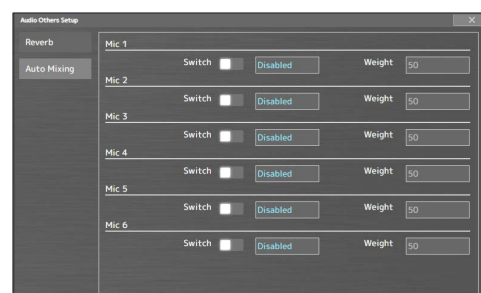 Audio Others Setup
Reverb
Auto Mixing
Mic 1
Switch Disabled Weight 50
Mic 2
Switch Disabled Weight 50
Mic 3
Switch Disabled Weight 50
Mic 4
Switch Disabled Weight 50
Mic 5
Switch Disabled Weight 50
Mic 6
Switch Disabled Weight 50